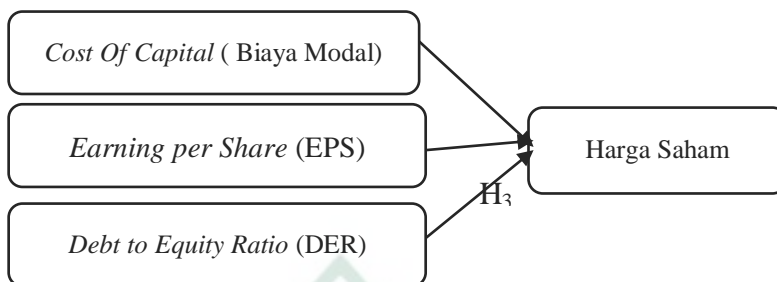 Cost Of Capital ( Biaya Modal)
Earning per Share (EPS)
Harga Saham
H₃
Debt to Equity Ratio (DER)